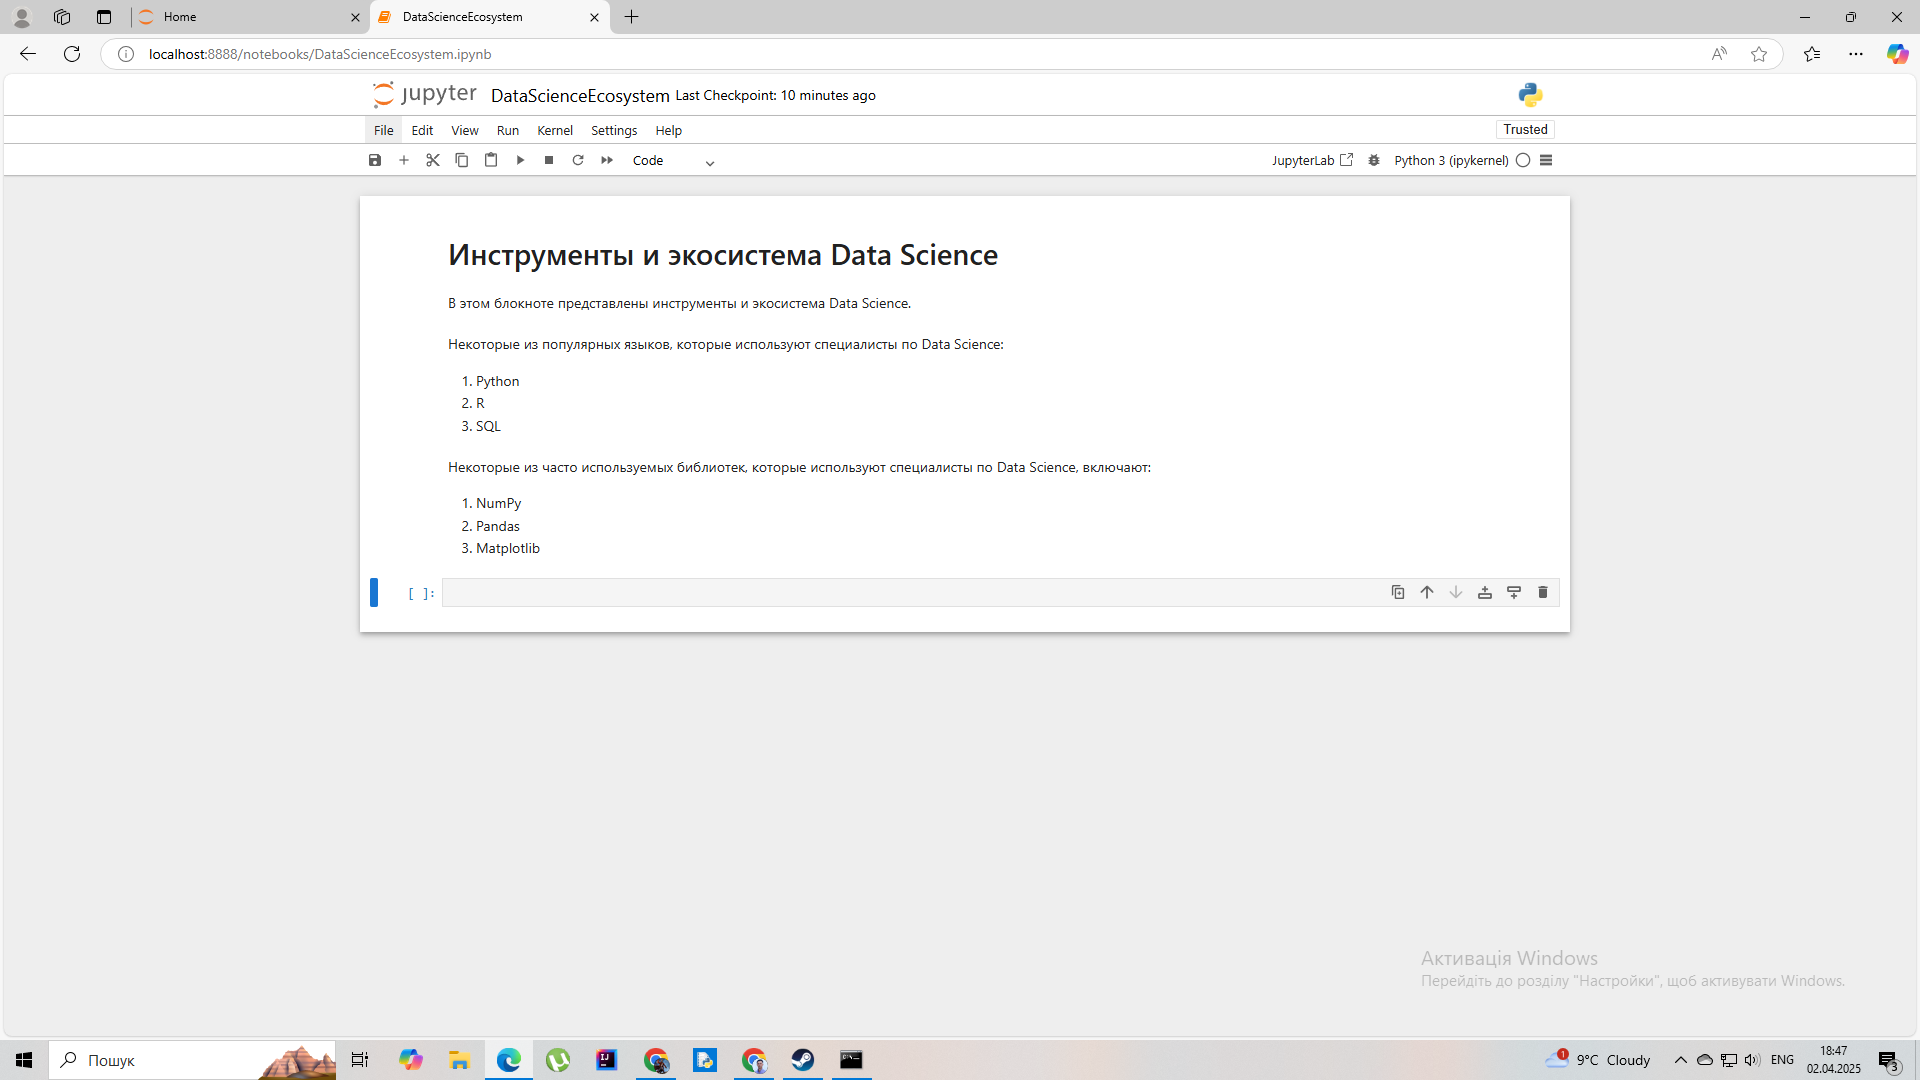 Home
DataScienceEcosystem
localhost:8888/notebooks/DataScienceEcosystem.ipynb
jupyter DataScienceEcosystem Last Checkpoint: 10 minutes ago
File Edit View Run Kernel Settings Help
Trusted
Code
JupyterLab Python 3 (ipykernel)
Инструменты и экосистема Data Science
В этом блокноте представлены инструменты и экосистема Data Science.
Некоторые из популярных языков, которые используют специалисты по Data Science:
1. Python
2. R
3. SQL
Некоторые из часто используемых библиотек, которые используют специалисты по Data Science, включают:
1. NumPy
2. Pandas
3. Matplotlib
[ ]:
Активація Windows
Перейдіть до розділу "Настройки", щоб активувати Windows.
Пошук
1
9°C Cloudy
ENG
18:47
02.04.2025
3